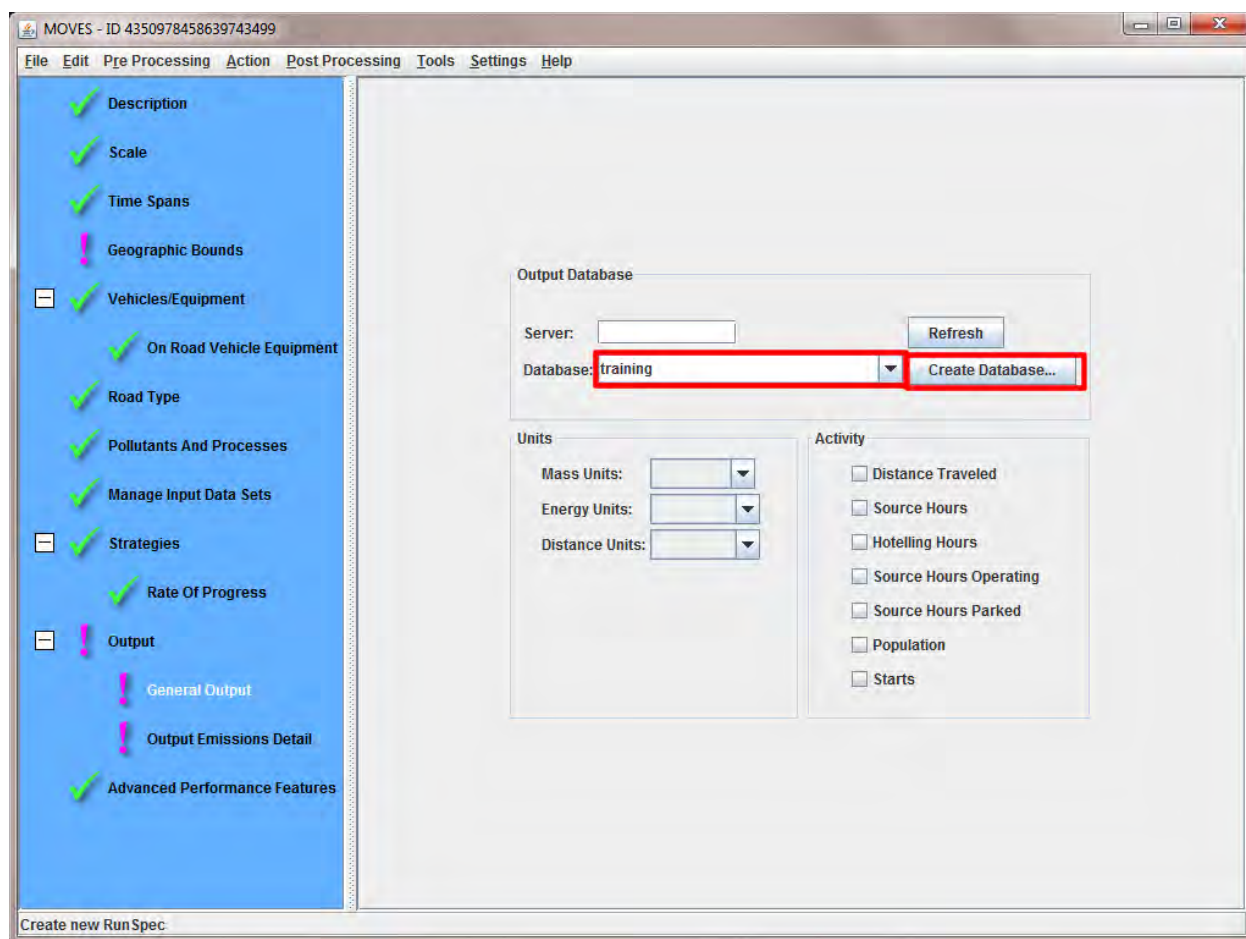 MOVES - ID 4350978458639743499
File Edit Pre Processing Action Post Processing Tools Settings Help
Description
Scale
Time Spans
Geographic Bounds
Vehicles/Equipment
On Road Vehicle Equipment
Road Type
Pollutants And Processes
Manage Input Data Sets
Strategies
Rate Of Progress
Output
General Output
Output Emissions Detail
Advanced Performance Features
Output Database
Server:
Refresh
Database: training
Create Database...
Units
Mass Units:
Energy Units:
Distance Units:
Activity
Distance Traveled
Source Hours
Hotelling Hours
Source Hours Operating
Source Hours Parked
Population
Starts
Create new RunSpec